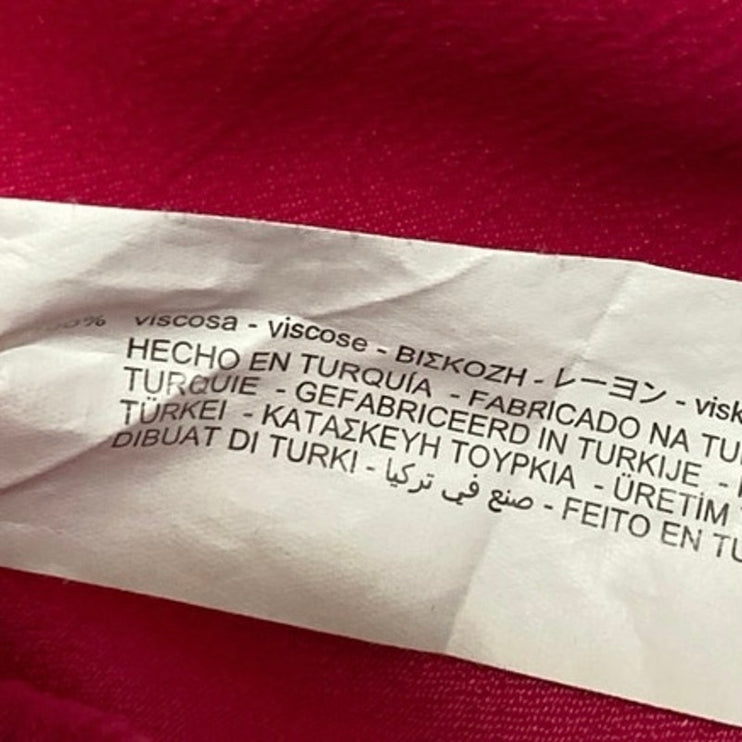 % viscosa - viscose - ΒΙΣΚΟΖΗ - レーヨン - visk
HECHO EN TURQUÍA - FABRICADO NA TU
TURQUIE - GEFABRICEERD IN TURKIJE -
TÜRKEI - ΚΑΤΑΣΚΕΥΗ ΤΟΥΡΚΙΑ - ÜRETİM
DIBUAT DI TURKI - صنع في تركيا - FEITO EN TU